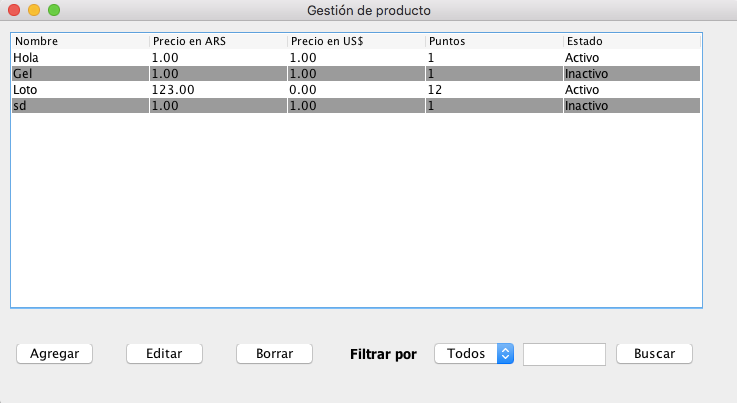 Gestión de producto
Nombre Precio en ARS Precio en US$ Puntos Estado
Hola 1.00 1.00 1 Activo
Gel 1.00 1.00 1 Inactivo
Loto 123.00 0.00 12 Activo
sd 1.00 1.00 1 Inactivo
Agregar Editar Borrar Filtrar por Todos Buscar